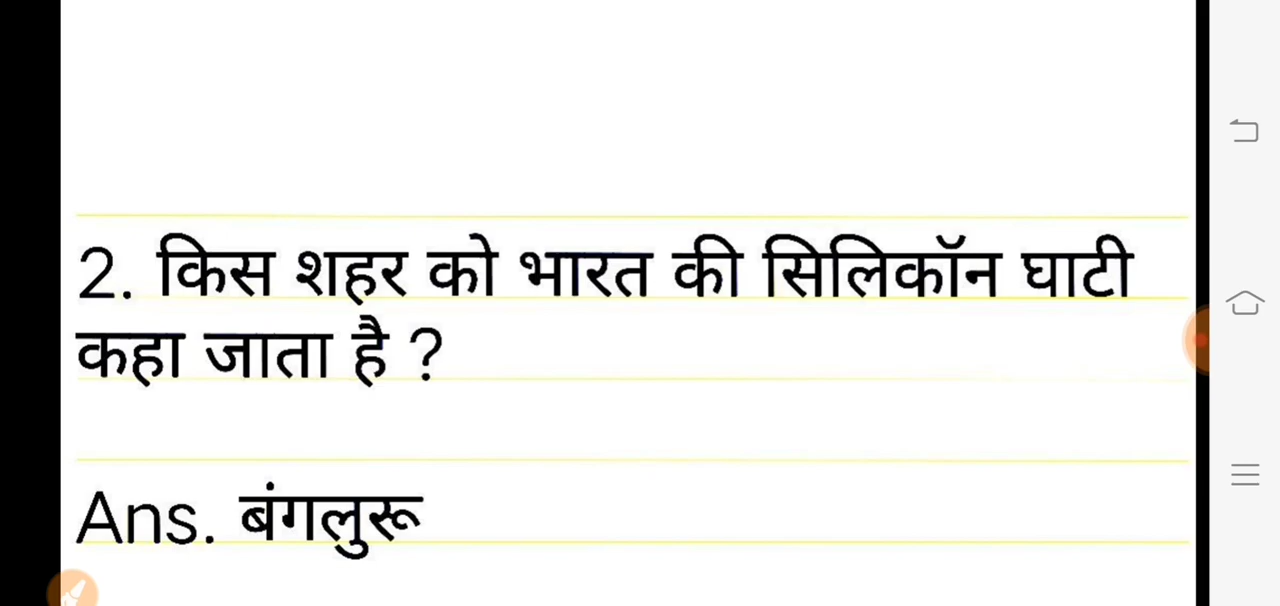 2. किस शहर को भारत की सिलिकॉन घाटी
कहा जाता है ?
Ans. बंगलुरू